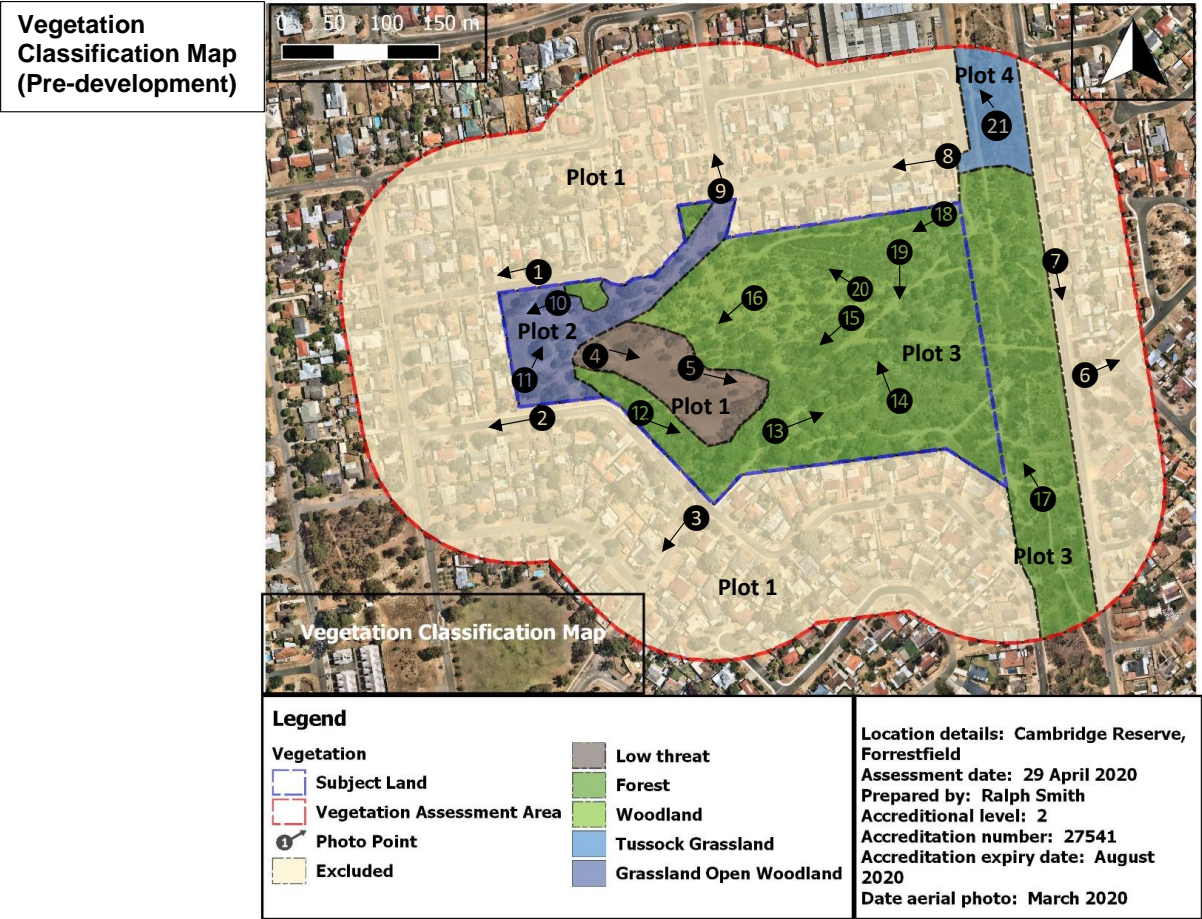 Vegetation
Classification Map
(Pre-development)
0 50 100 150 m
Plot 4
21
8
Plot 1
9
18
7
1
19
20
10
16
Plot 2
15
4
Plot 3
5
6
11
Plot 1
14
2
12
13
17
3
Plot 3
Plot 1
Vegetation Classification Map
Legend
Vegetation
Subject Land
Vegetation Assessment Area
1 Photo Point
Excluded
Low threat
Forest
Woodland
Tussock Grassland
Grassland Open Woodland
Location details: Cambridge Reserve,
Forrestfield
Assessment date: 29 April 2020
Prepared by: Ralph Smith
Accreditional level: 2
Accreditation number: 27541
Accreditation expiry date: August
2020
Date aerial photo: March 2020